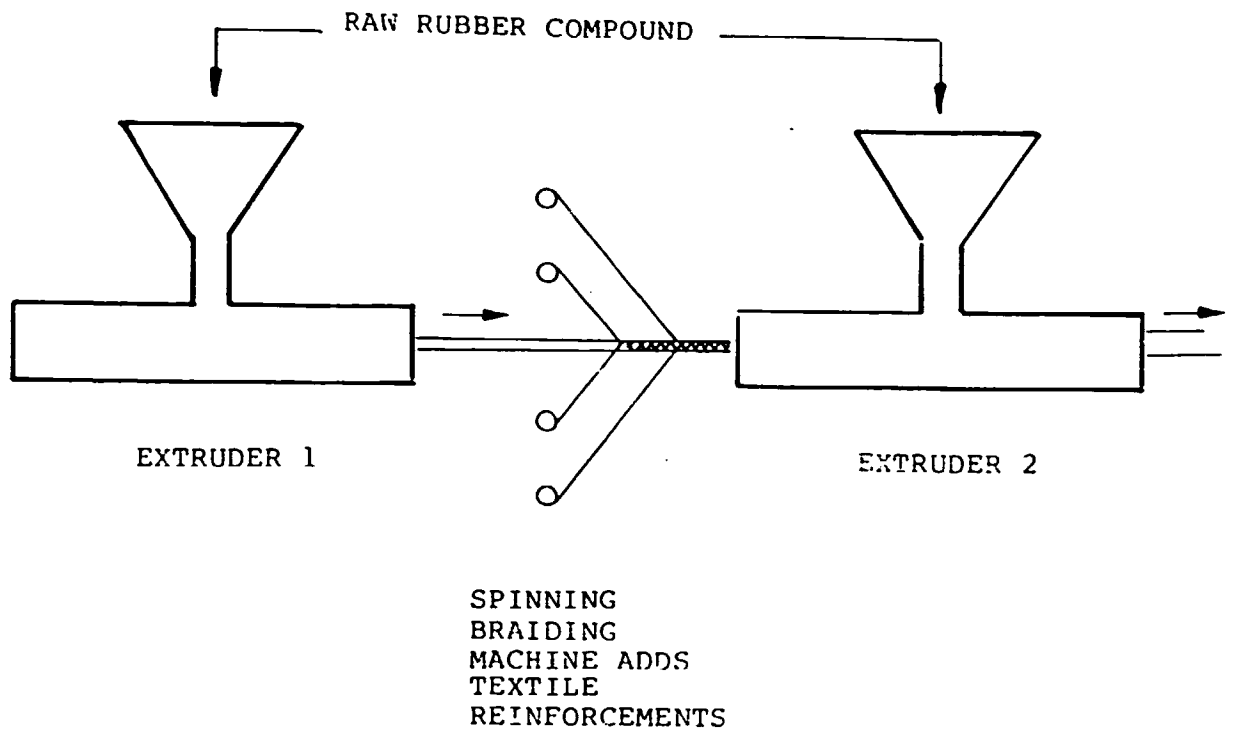 RAW RUBBER COMPOUND
EXTRUDER 1
EXTRUDER 2
SPINNING
BRAIDING
MACHINE ADDS
TEXTILE
REINFORCEMENTS